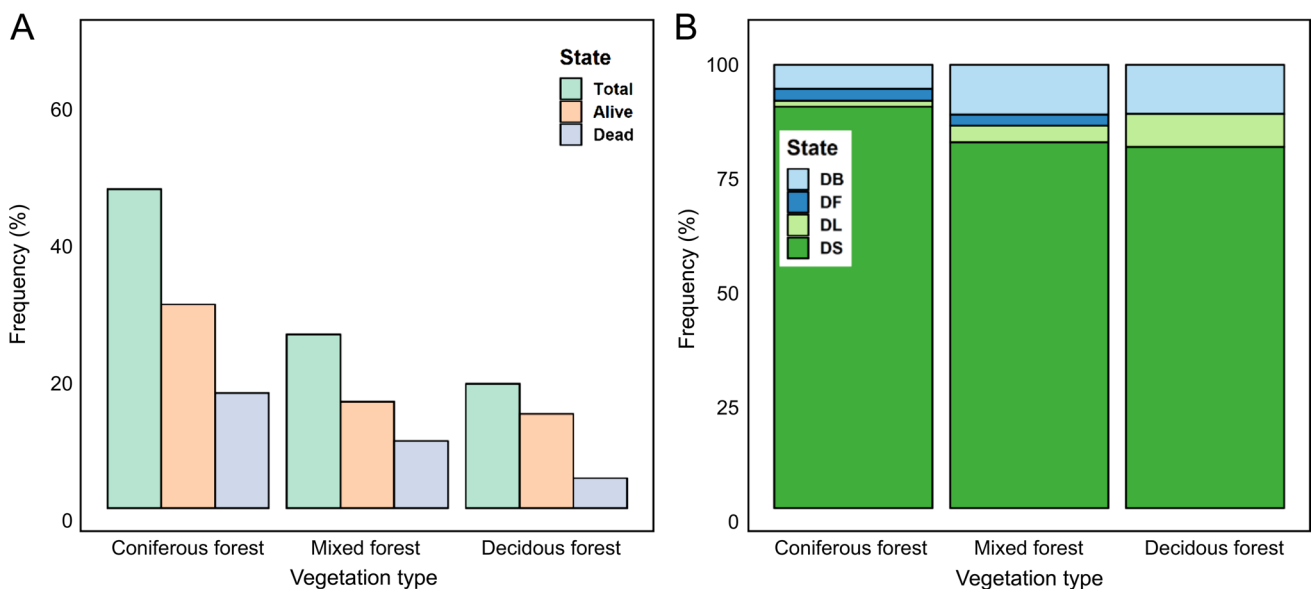 A
Frequency (%)
60
40
20
0
State
Total
Alive
Dead
Coniferous forest
Mixed forest
Decidous forest
Vegetation type
B
Frequency (%)
100
75
50
25
0
State
DB
DF
DL
DS
Coniferous forest
Mixed forest
Decidous forest
Vegetation type